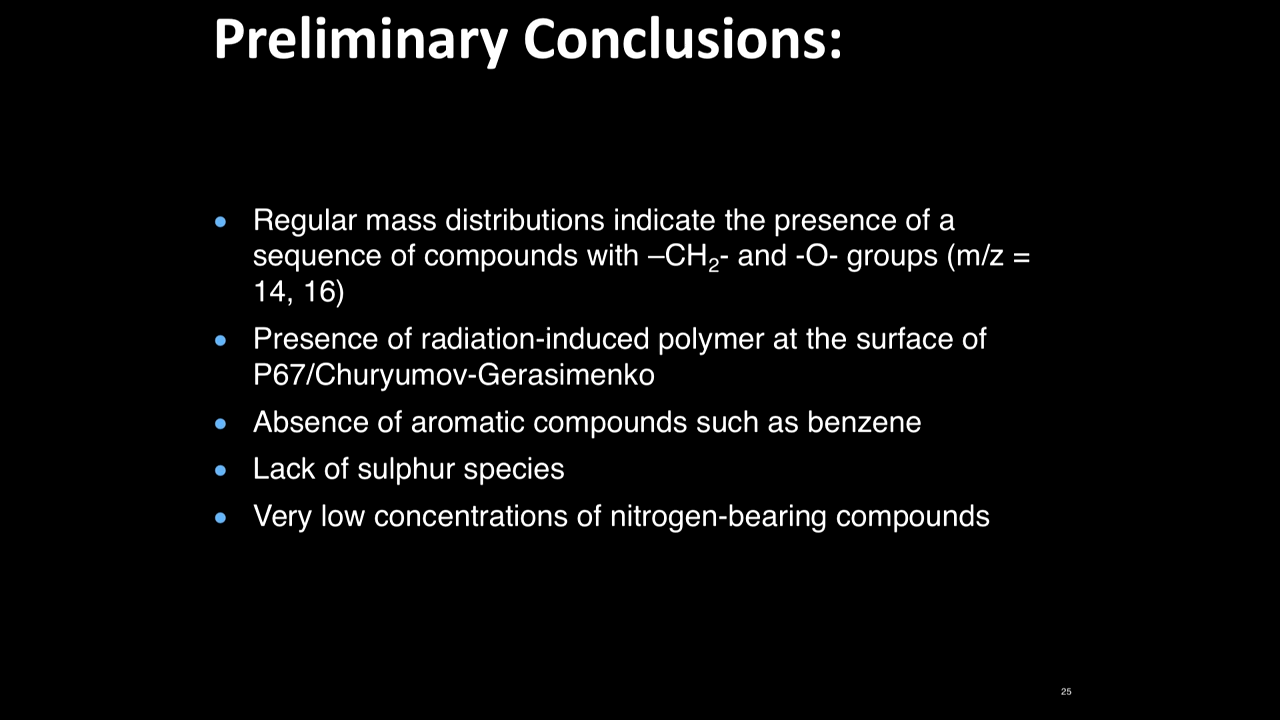 Preliminary Conclusions:
• Regular mass distributions indicate the presence of a
sequence of compounds with –CH₂- and -O- groups (m/z =
14, 16)
• Presence of radiation-induced polymer at the surface of
P67/Churyumov-Gerasimenko
• Absence of aromatic compounds such as benzene
• Lack of sulphur species
• Very low concentrations of nitrogen-bearing compounds
25